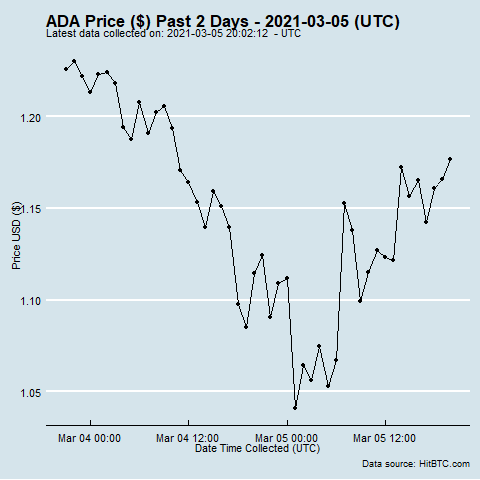 ADA Price ($) Past 2 Days - 2021-03-05 (UTC)
Latest data collected on: 2021-03-05 20:02:12 - UTC
1.20
1.15
1.10
1.05
Price USD ($)
Mar 04 00:00 Mar 04 12:00 Mar 05 00:00 Mar 05 12:00
Date Time Collected (UTC)
Data source: HitBTC.com